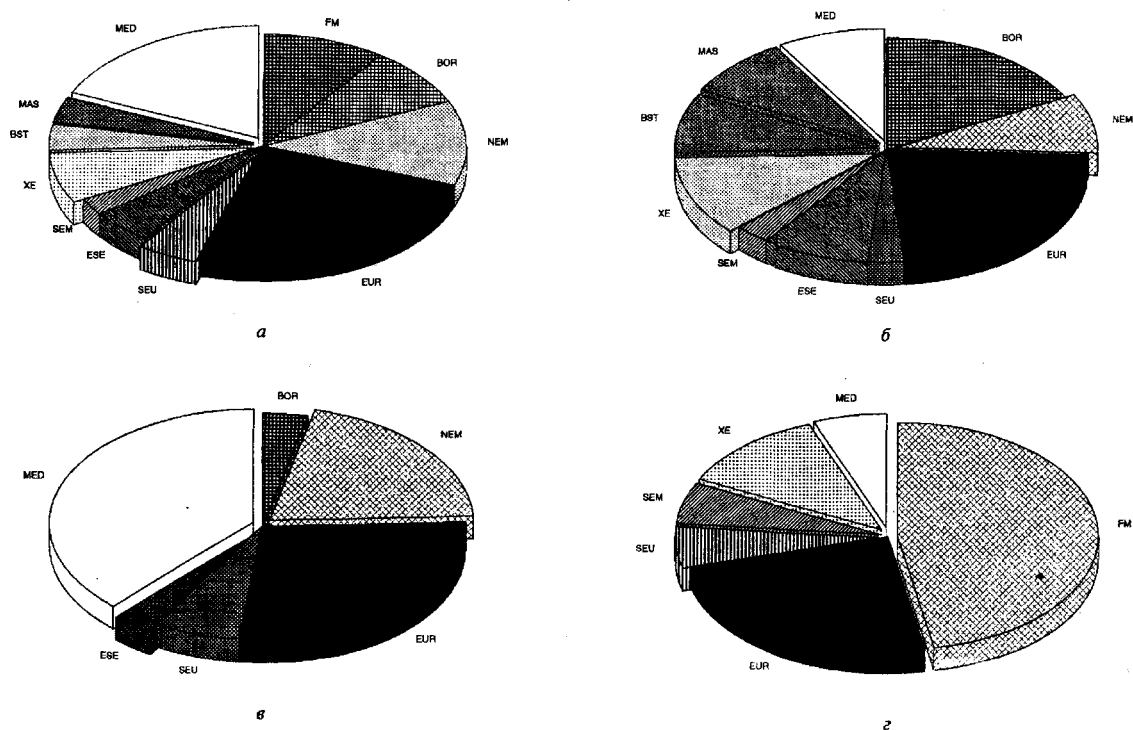 MED
FM
BOR
NEM
EUR
SEU
ESE
SEM
XE
BST
MAS
а
MED
BOR
NEM
EUR
SEU
ESE
SEM
XE
BST
MAS
б
BOR
NEM
EUR
SEU
ESE
MED
в
MED
FM
EUR
SEU
SEM
XE
г